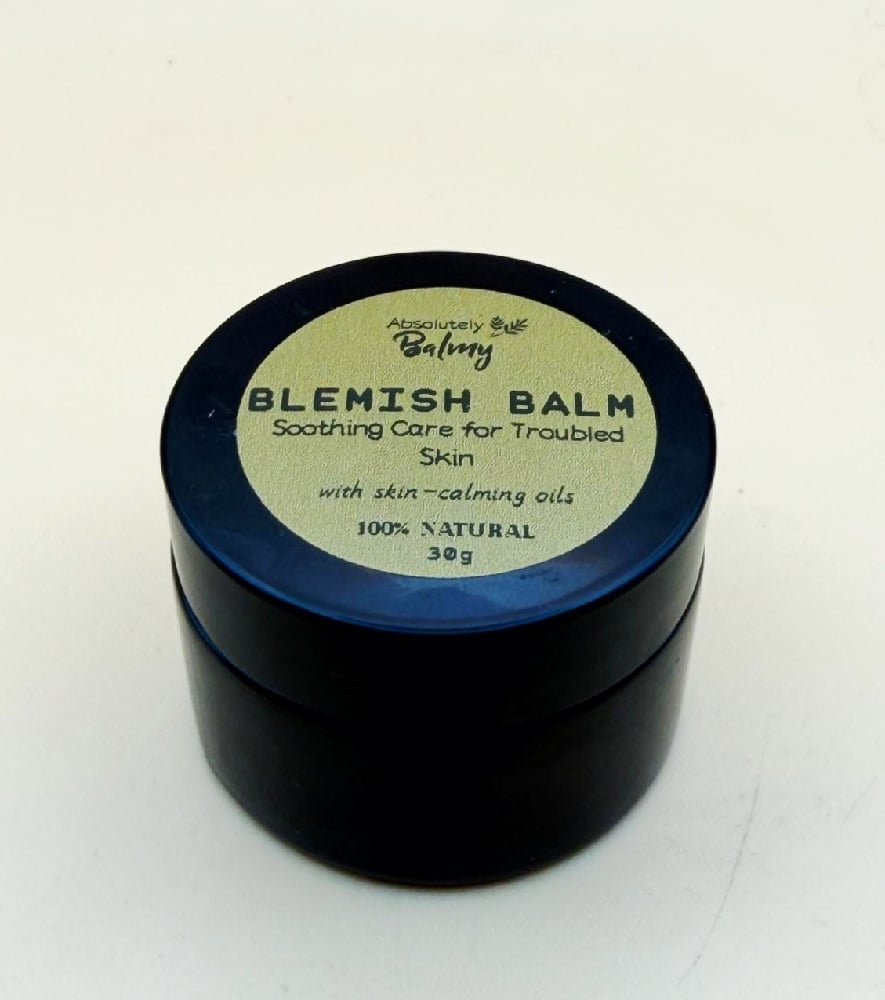 Absolutely
Balmy
BLEMISH BALM
Soothing Care for Troubled
Skin
with skin-calming oils
100% NATURAL
30g